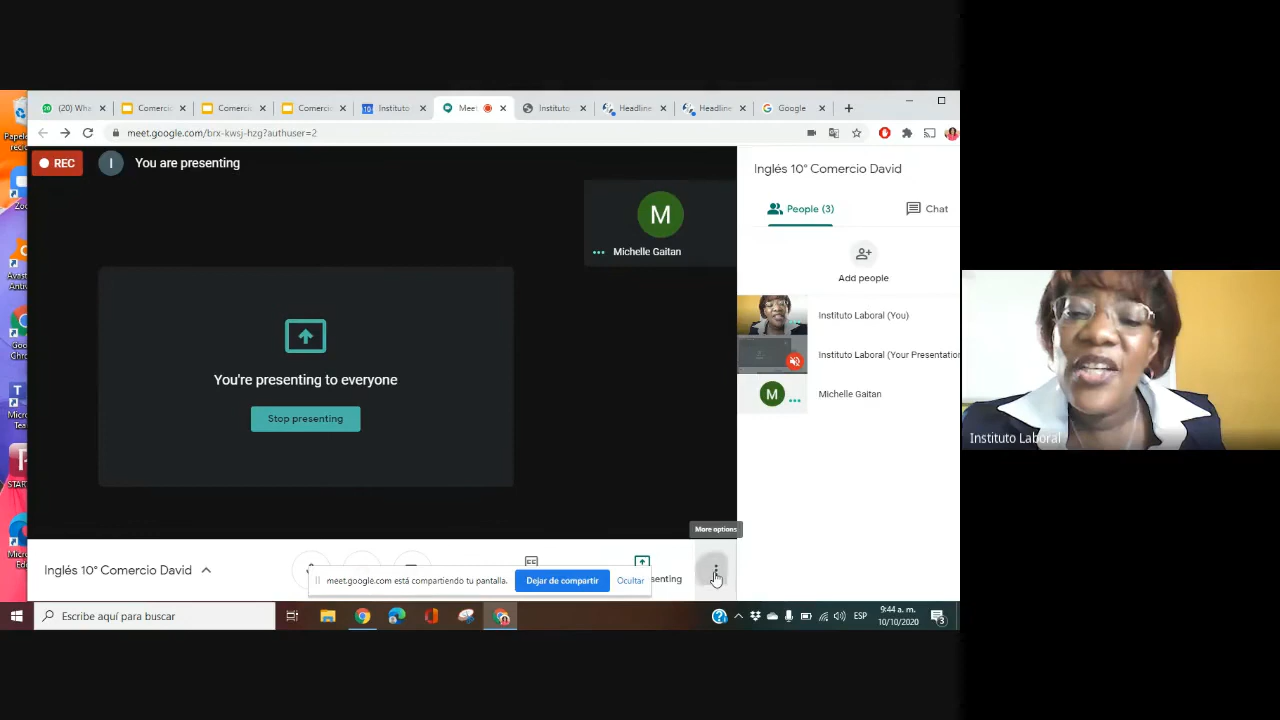 (20) Wha
Comerci
Comerci
Comerci
Instituto
Meet
Instituto
Headline
Headline
Google
meet.google.com/brx-kwsj-hzg?authuser=2
REC
I
You are presenting
M
Michelle Gaitan
You're presenting to everyone
Stop presenting
Inglés 10° Comercio David
People (3)
Chat
Add people
Instituto Laboral (You)
Instituto Laboral (Your Presentation
M
Michelle Gaitan
Instituto Laboral
More options
Inglés 10° Comercio David
meet.google.com está compartiendo tu pantalla.
Dejar de compartir
Ocultar
Escribe aquí para buscar
ESP
9:44 a. m.
10/10/2020
3